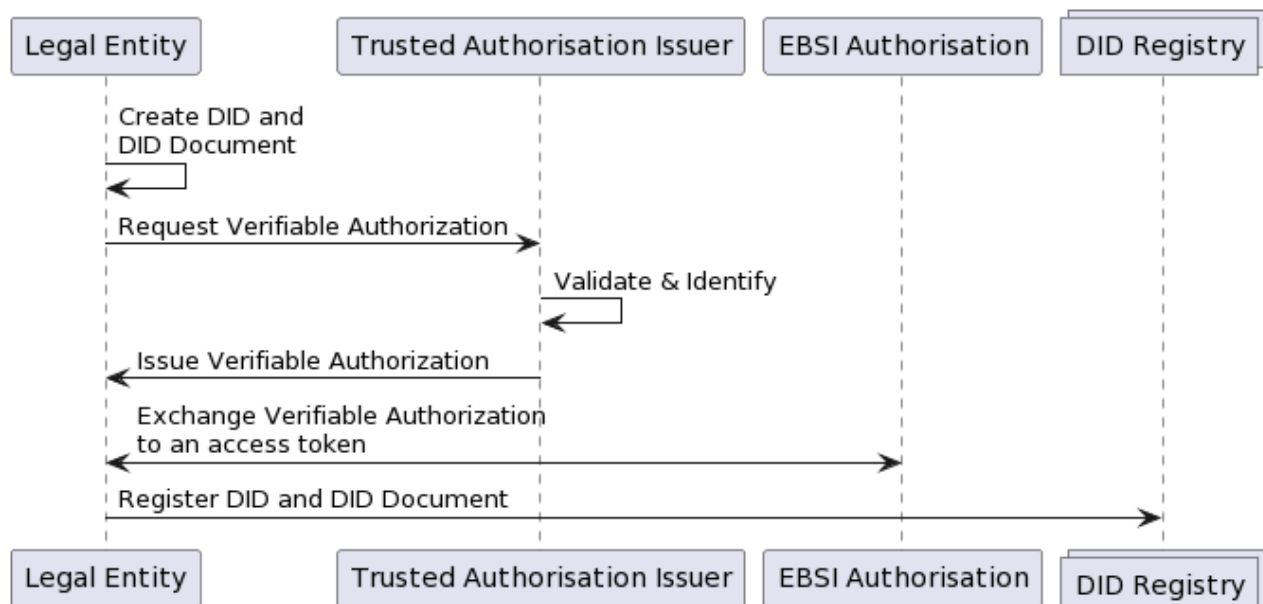 Legal Entity
Trusted Authorisation Issuer
EBSI Authorisation
DID Registry
Create DID and
DID Document
Request Verifiable Authorization
Validate & Identify
Issue Verifiable Authorization
Exchange Verifiable Authorization
to an access token
Register DID and DID Document
Legal Entity
Trusted Authorisation Issuer
EBSI Authorisation
DID Registry